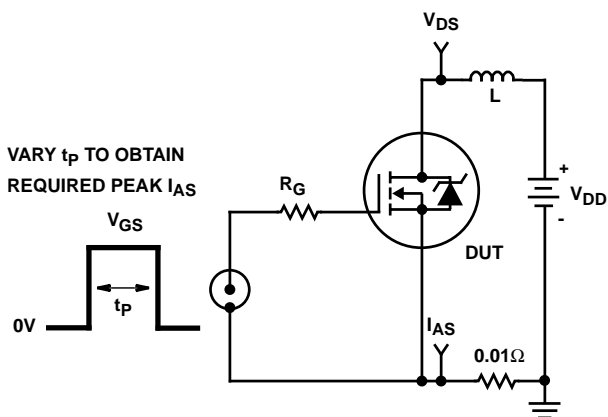 VDS
L
VARY tP TO OBTAIN
REQUIRED PEAK IAS
RG
+
VDD
-
VGS
DUT
tP
0V
IAS
0.01Ω